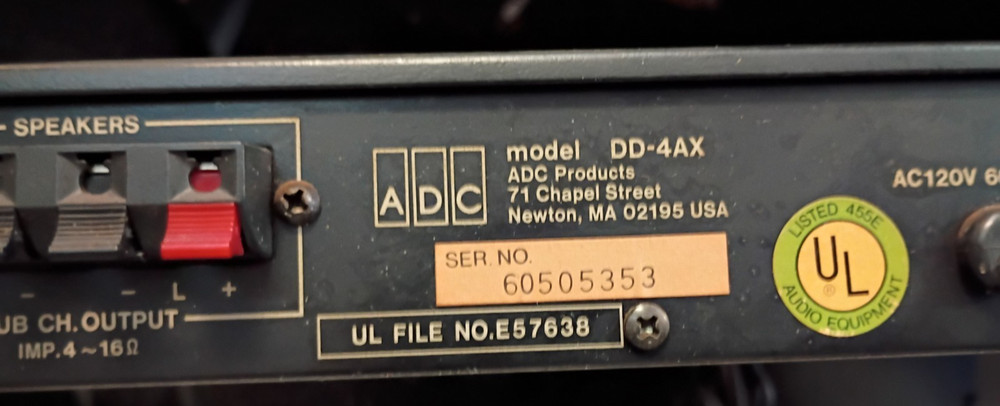 SPEAKERS
- - L +
UB CH.OUTPUT
IMP.4~16Ω
ADC
model DD-4AX
ADC Products
71 Chapel Street
Newton, MA 02195 USA
SER. NO.
60505353
UL FILE NO.E57638
LISTED 455E
UL
®
AUDIO EQUIPMENT
AC120V 6